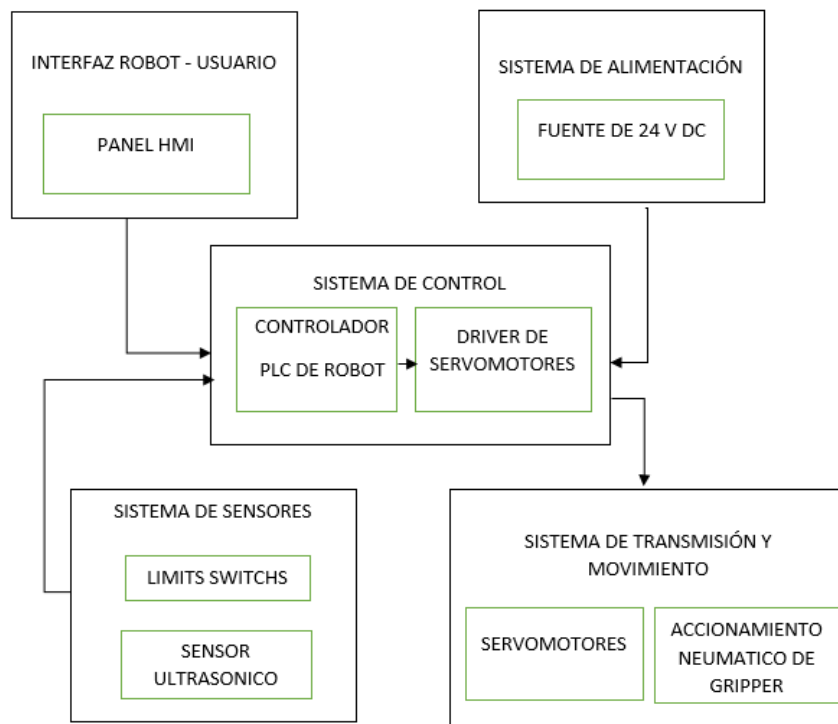 INTERFAZ ROBOT - USUARIO
PANEL HMI
SISTEMA DE ALIMENTACIÓN
FUENTE DE 24 V DC
SISTEMA DE CONTROL
CONTROLADOR
PLC DE ROBOT
DRIVER DE
SERVOMOTORES
SISTEMA DE SENSORES
LIMITS SWITCHS
SENSOR
ULTRASONICO
SISTEMA DE TRANSMISIÓN Y
MOVIMIENTO
SERVOMOTORES
ACCIONAMIENTO
NEUMATICO DE
GRIPPER